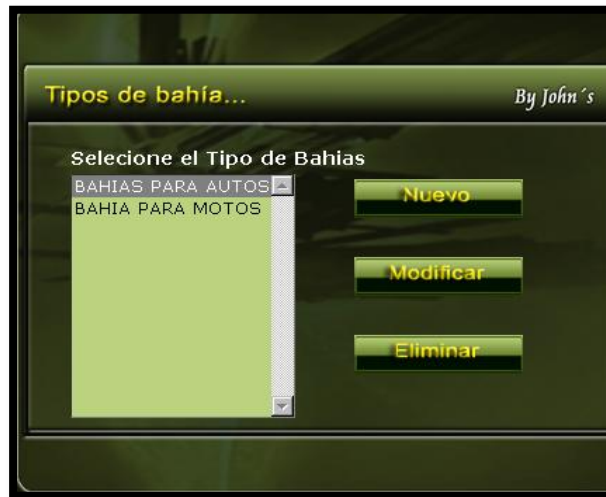 Tipos de bahía...
By John´s
Selecione el Tipo de Bahias
BAHIAS PARA AUTOS
BAHIA PARA MOTOS
Nuevo
Modificar
Eliminar